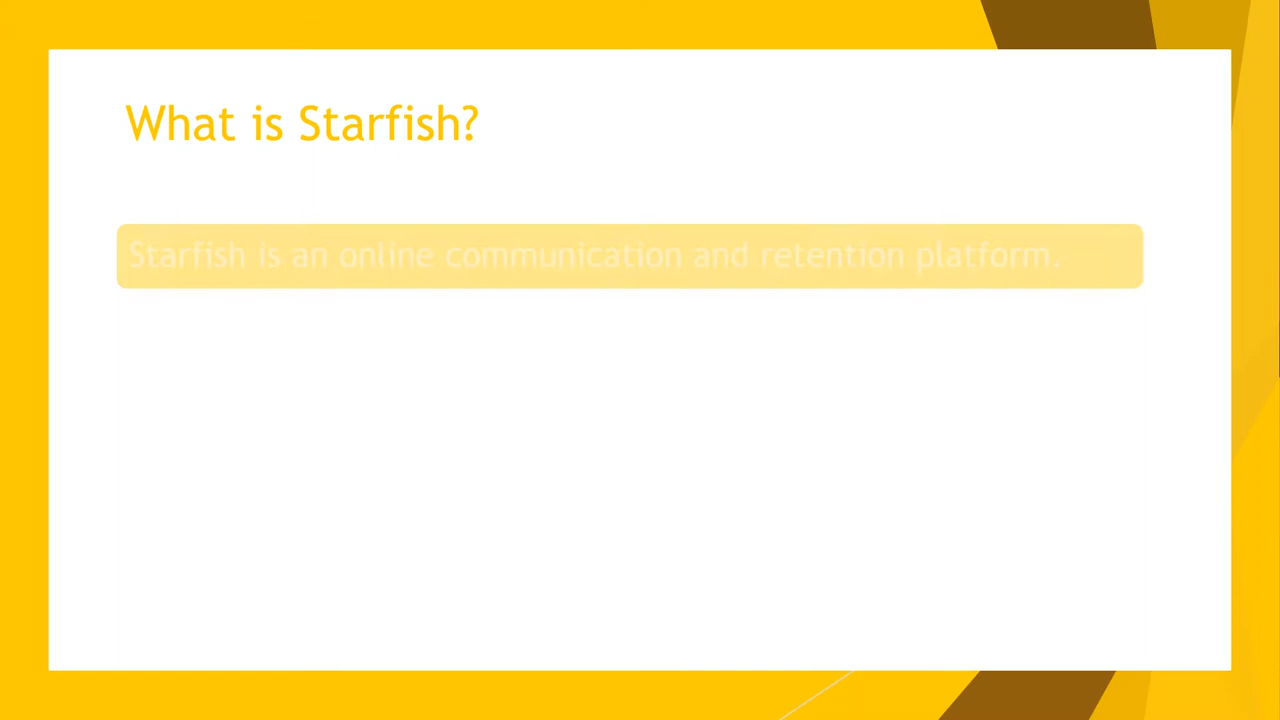 What is Starfish?
Starfish is an online communication and retention platform.